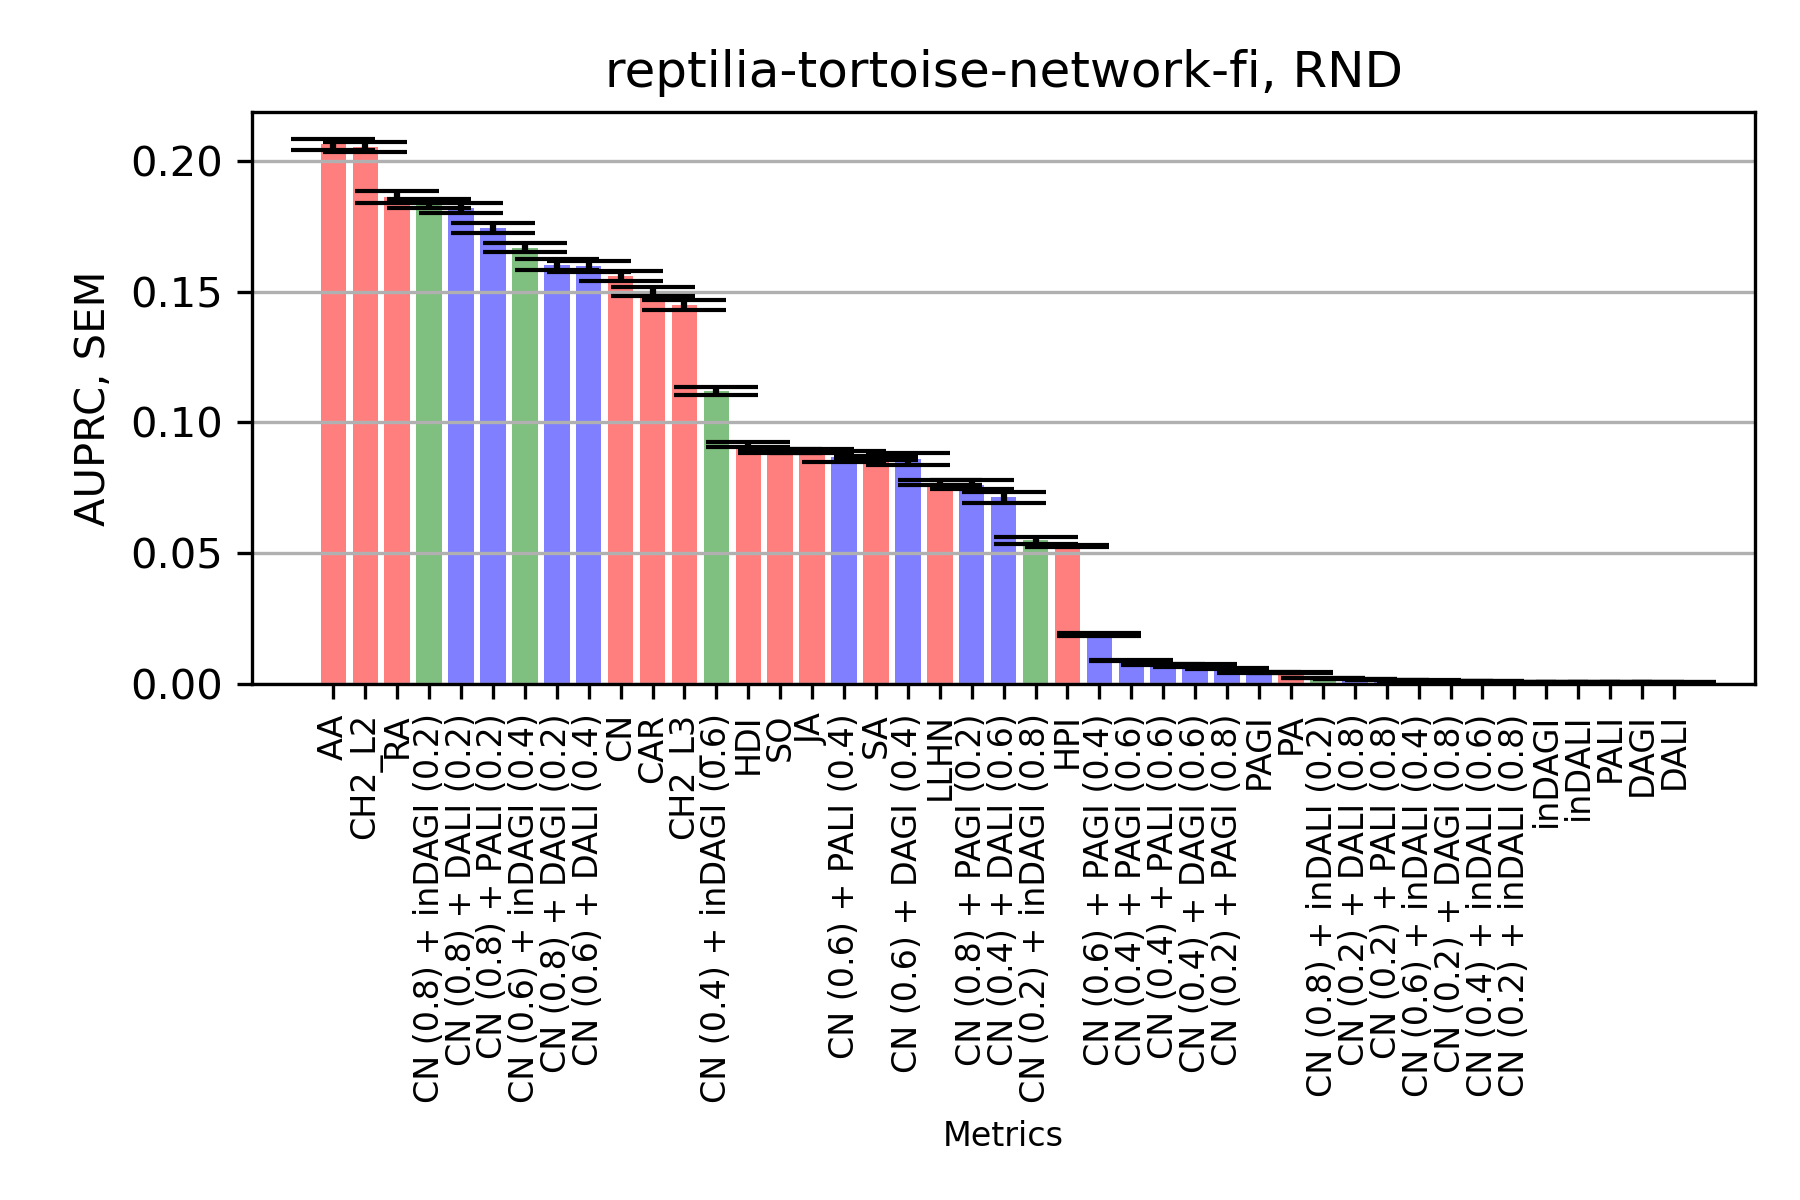 reptilia-tortoise-network-fi, RND
AUPRC, SEM
0.20
0.15
0.10
0.05
0.00
AA
CH2_L2
RA
CN (0.8) + inDAGI (0.2)
CN (0.8) + DALI (0.2)
CN (0.8) + PALI (0.2)
CN (0.6) + inDAGI (0.4)
CN (0.8) + DAGI (0.2)
CN (0.6) + DALI (0.4)
CN
CAR
CH2_L3
CN (0.4) + inDAGI (0.6)
HDI
SO
JA
CN (0.6) + PALI (0.4)
SA
CN (0.6) + DAGI (0.4)
LLHN
CN (0.8) + PAGI (0.2)
CN (0.4) + DALI (0.6)
CN (0.2) + inDAGI (0.8)
HPI
CN (0.6) + PAGI (0.4)
CN (0.4) + PAGI (0.6)
CN (0.4) + PALI (0.6)
CN (0.4) + DAGI (0.6)
CN (0.2) + PAGI (0.8)
PAGI
PA
CN (0.8) + inDALI (0.2)
CN (0.2) + DALI (0.8)
CN (0.2) + PALI (0.8)
CN (0.6) + inDALI (0.4)
CN (0.2) + DAGI (0.8)
CN (0.4) + inDALI (0.6)
CN (0.2) + inDALI (0.8)
inDAGI
inDALI
PALI
DAGI
DALI
Metrics